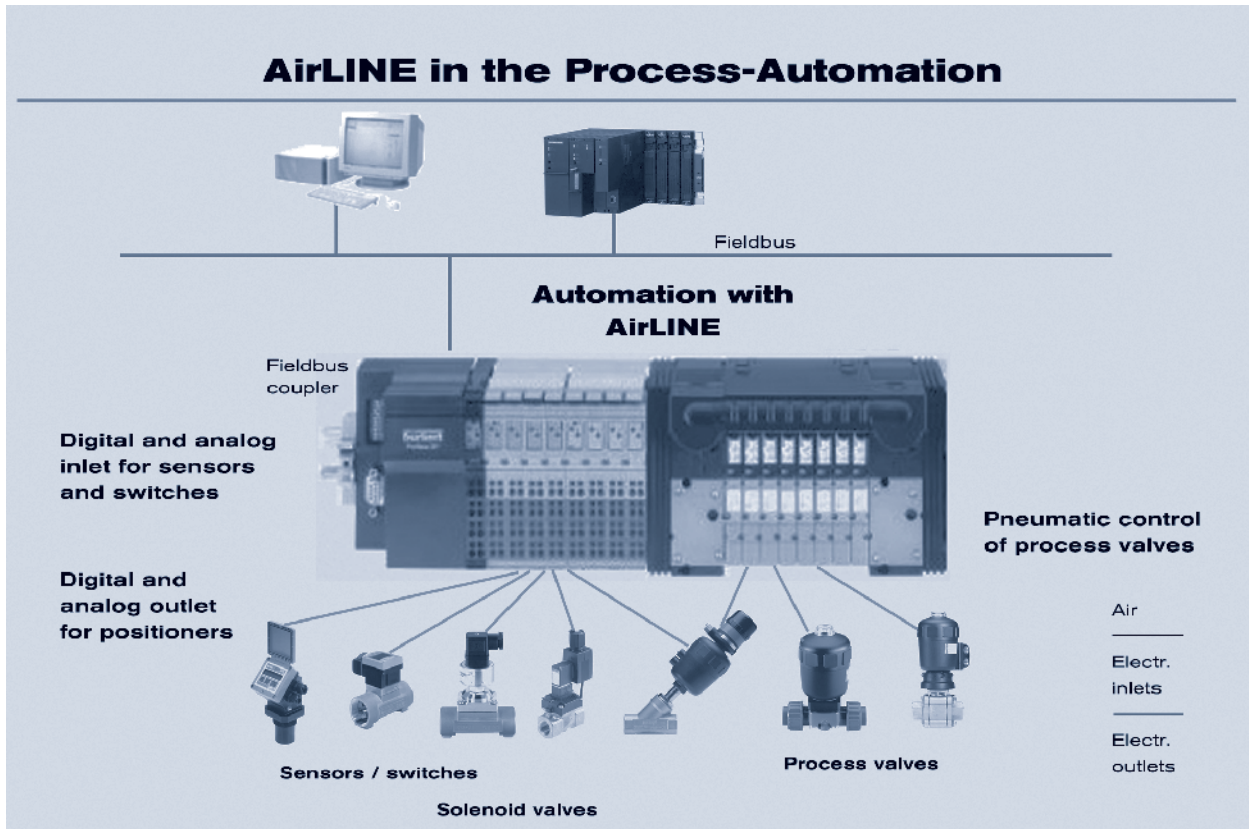 AirLINE in the Process-Automation
Fieldbus
Automation with
AirLINE
Fieldbus
coupler
burkert
Digital and analog
inlet for sensors
and switches
Pneumatic control
of process valves
Digital and
analog outlet
for positioners
Air
Electr.
inlets
Electr.
outlets
Sensors / switches
Process valves
Solenoid valves